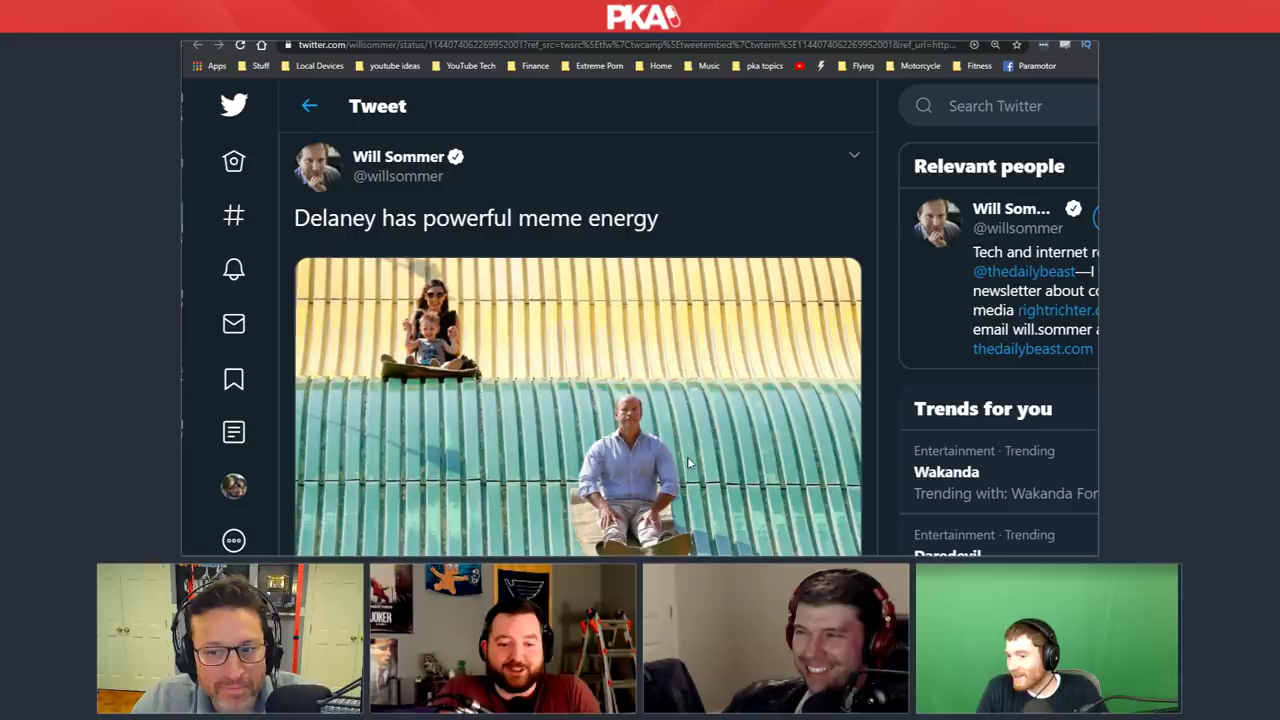 PKA
twitter.com/willsommer/status/1144074062269952001?ref_src=twsrc%5Etfw%7Ctwcamp%5Etweetembed%7Ctwterm%5E1144074062269952001&ref_url=http...
Apps Stuff Local Devices youtube ideas YouTube Tech Finance Extreme Porn Home Music pka topics Flying Motorcycle Fitness Paramotor
Tweet
Search Twitter
Will Sommer
@willsommer
Delaney has powerful meme energy
Relevant people
Will Som...
@willsommer
Tech and internet r
@thedailybeast—I
newsletter about co
media rightrichter.c
email will.sommer a
thedailybeast.com
Trends for you
Entertainment · Trending
Wakanda
Trending with: Wakanda For
Entertainment · Trending
Daredevil
JOKER